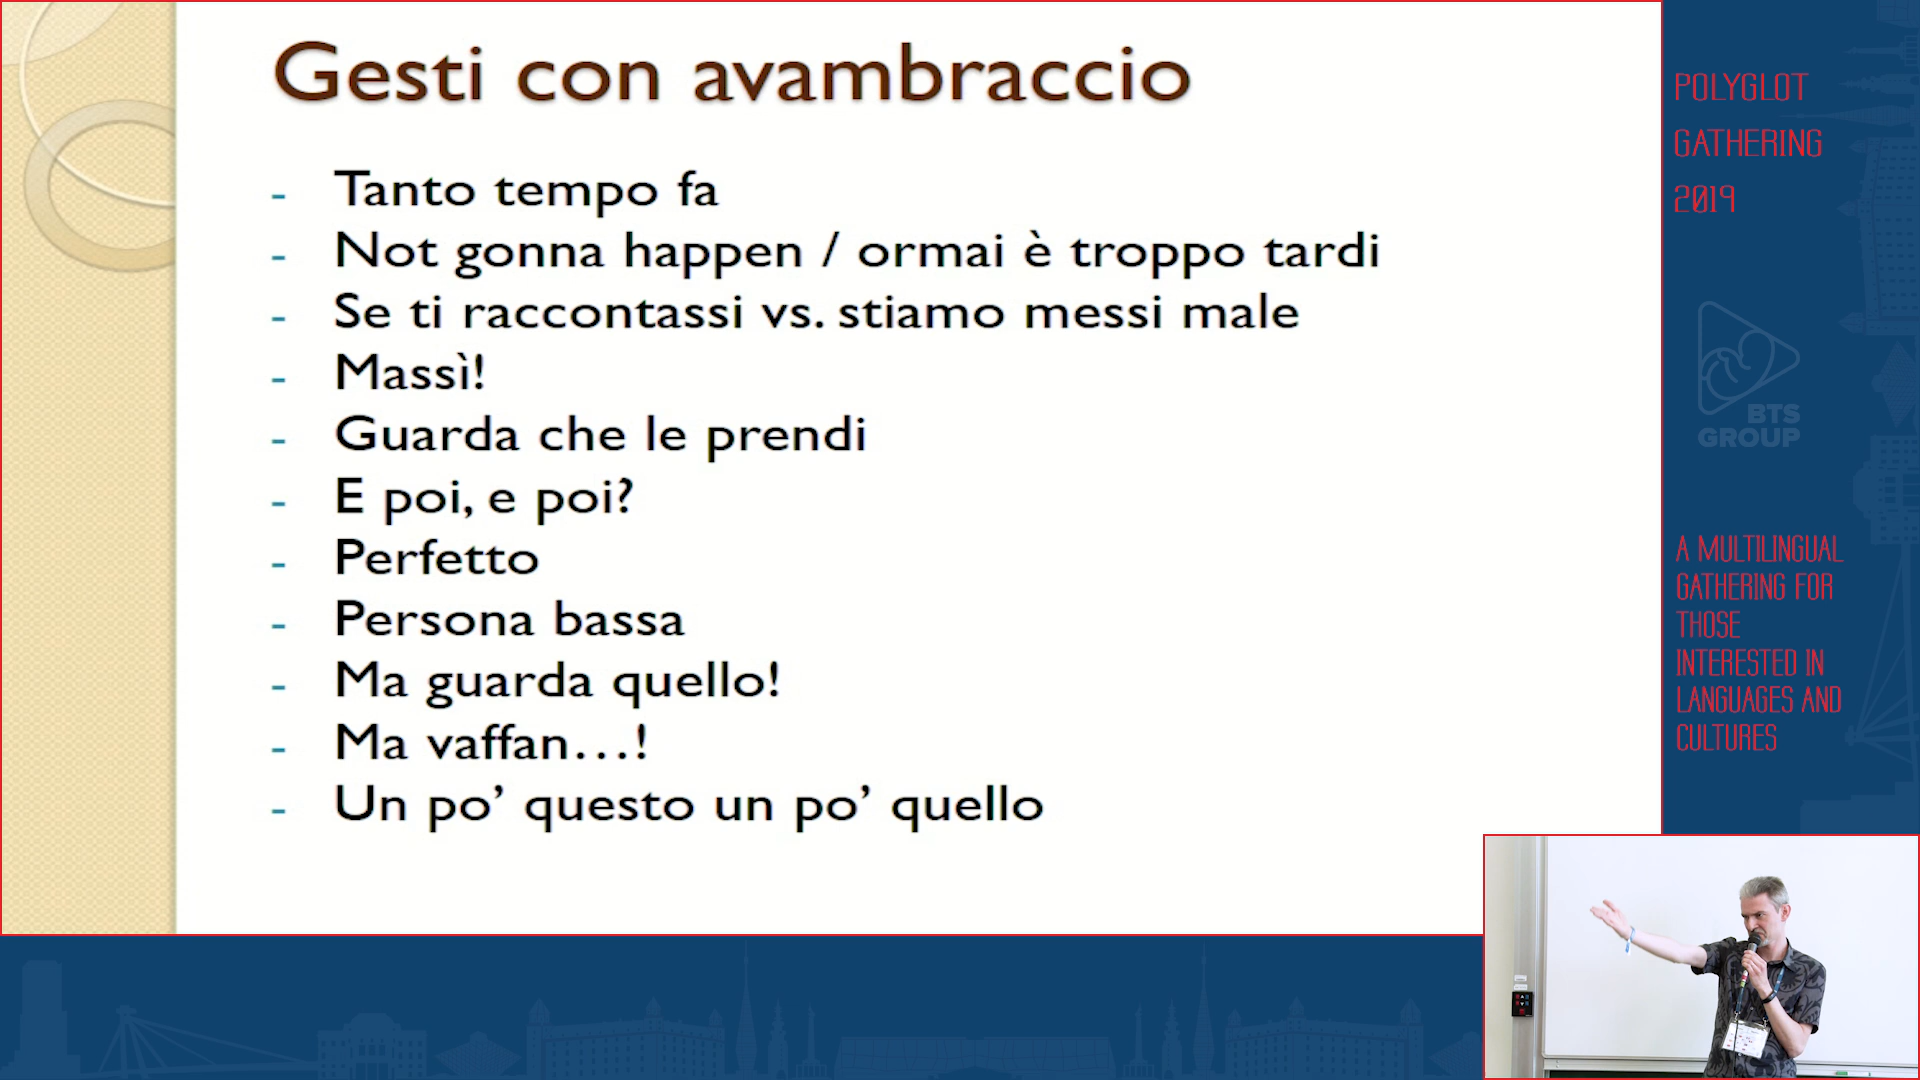 Gesti con avambraccio
- Tanto tempo fa
- Not gonna happen / ormai è troppo tardi
- Se ti raccontassi vs. stiamo messi male
- Massì!
- Guarda che le prendi
- E poi, e poi?
- Perfetto
- Persona bassa
- Ma guarda quello!
- Ma vaffan…!
- Un po’ questo un po’ quello
POLYGLOT
GATHERING
2019
BTS
GROUP
A MULTILINGUAL
GATHERING FOR
THOSE
INTERESTED IN
LANGUAGES AND
CULTURES